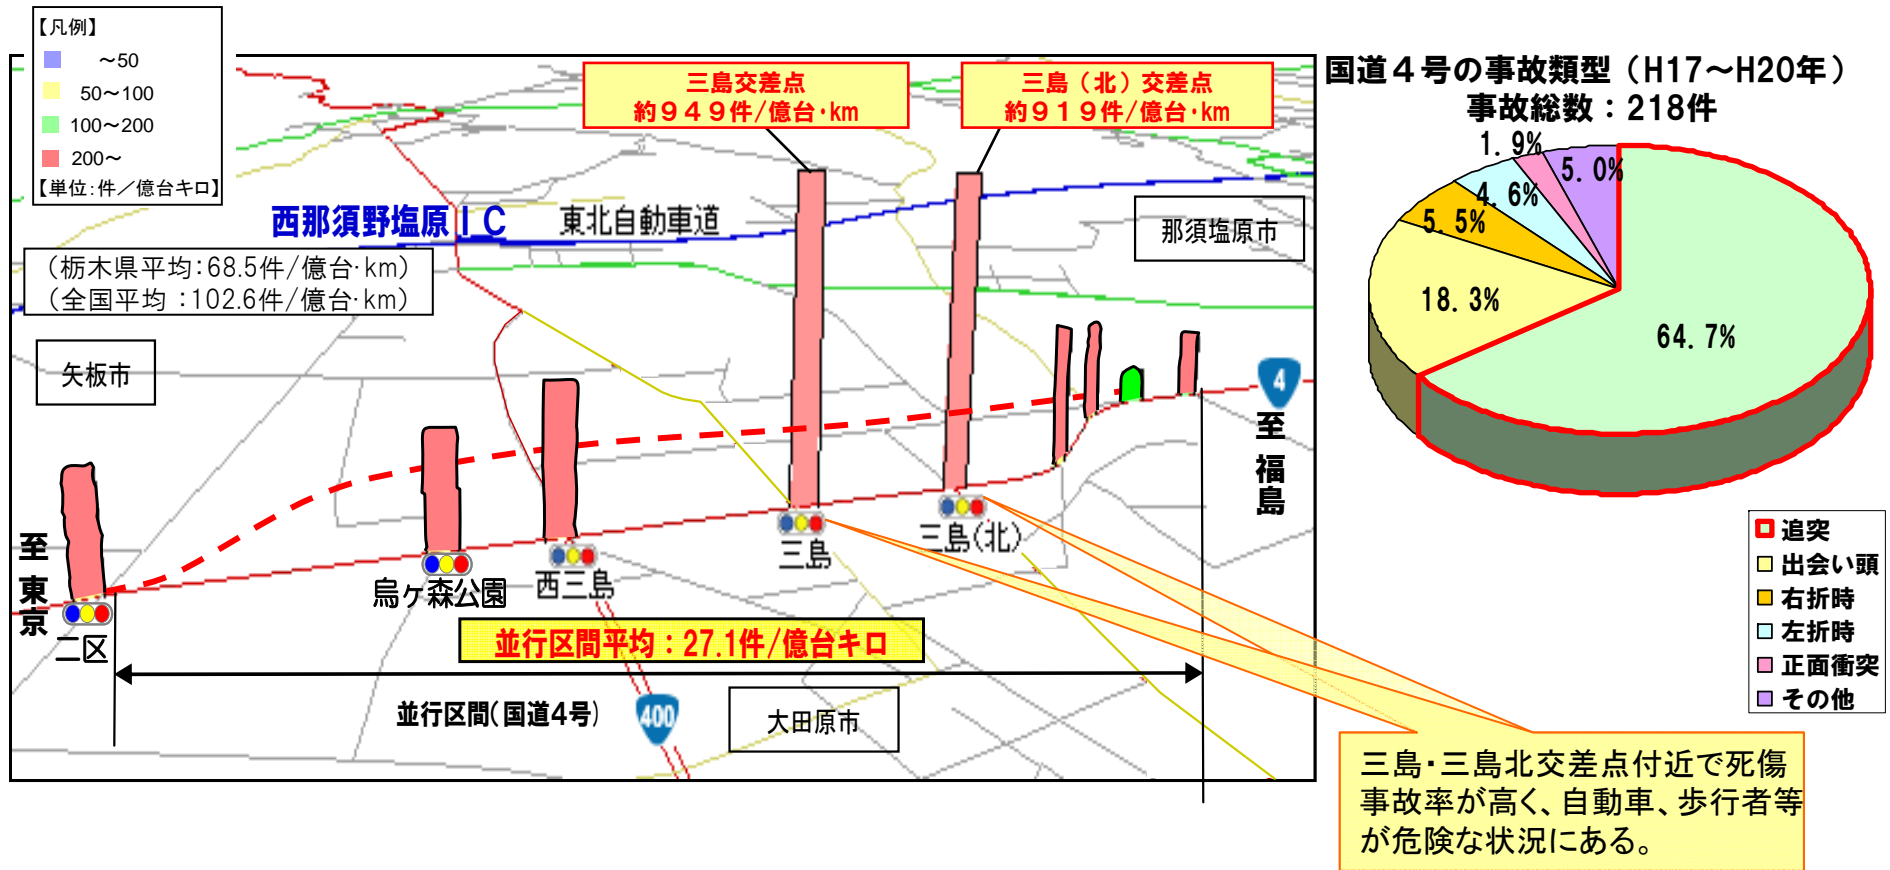 【凡例】
～50
50～100
100～200
200～
【単位:件／億台キロ】
三島交差点
約９４９件/億台･km
三島（北）交差点
約９１９件/億台･km
西那須野塩原ＩＣ
東北自動車道
那須塩原市
（栃木県平均:68.5件/億台･km）
（全国平均 :102.6件/億台･km）
矢板市
4
至福島
至東京
二区
烏ケ森公園
西三島
三島
三島(北)
並行区間平均：27.1件/億台キロ
並行区間(国道4号)
400
大田原市
国道４号の事故類型（H17～H20年）
事故総数：218件
1.9%
5.0%
4.6%
5.5%
18.3%
64.7%
追突
出会い頭
右折時
左折時
正面衝突
その他
三島･三島北交差点付近で死傷
事故率が高く、自動車、歩行者等
が危険な状況にある。